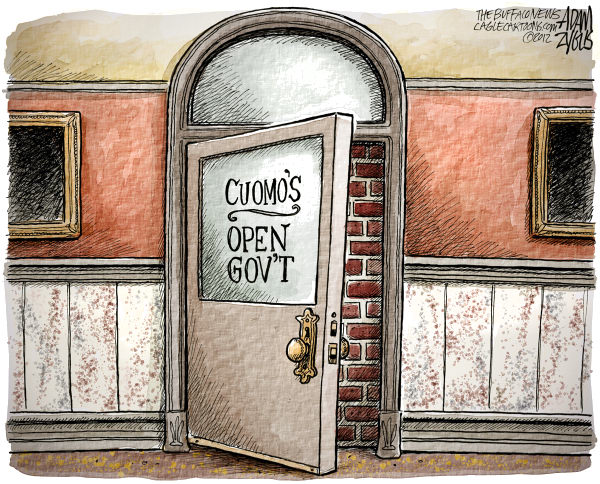 THE BUFFALO NEWS
CAGLECARTOONS.COM
©2012
ADAM
ZYGLIS
CUOMO'S
OPEN
GOV'T